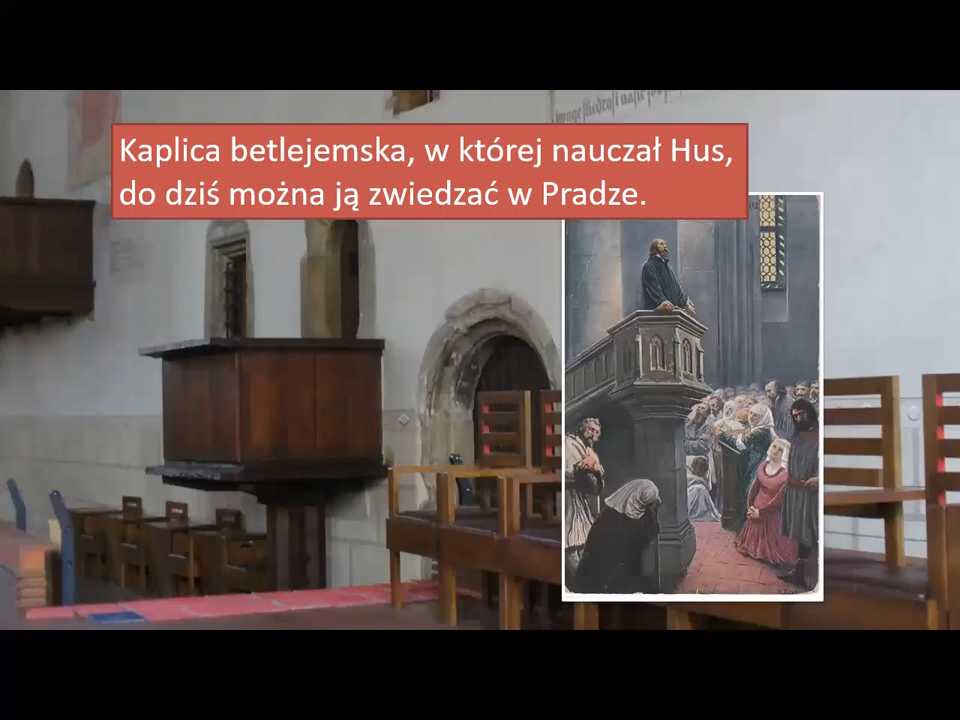 Kaplica betlejemska, w której nauczał Hus,
do dziś można ją zwiedzać w Pradze.